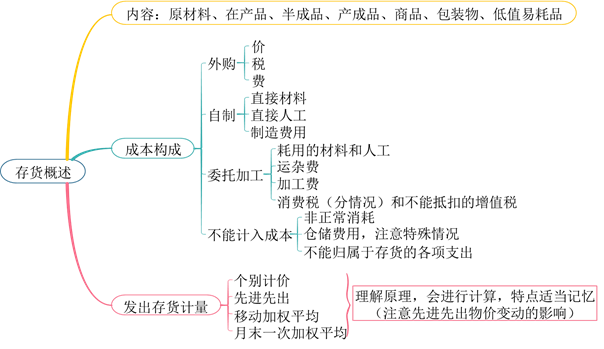 内容：原材料、在产品、半成品、产成品、商品、包装物、低值易耗品
价
外购
税
费
直接材料
自制
直接人工
制造费用
成本构成
耗用的材料和人工
运杂费
存货概述
委托加工
加工费
消费税（分情况）和不能抵扣的增值税
非正常消耗
不能计入成本
仓储费用，注意特殊情况
不能归属于存货的各项支出
个别计价
先进先出
发出存货计量
移动加权平均
月末一次加权平均
理解原理，会进行计算，特点适当记忆
（注意先进先出物价变动的影响）